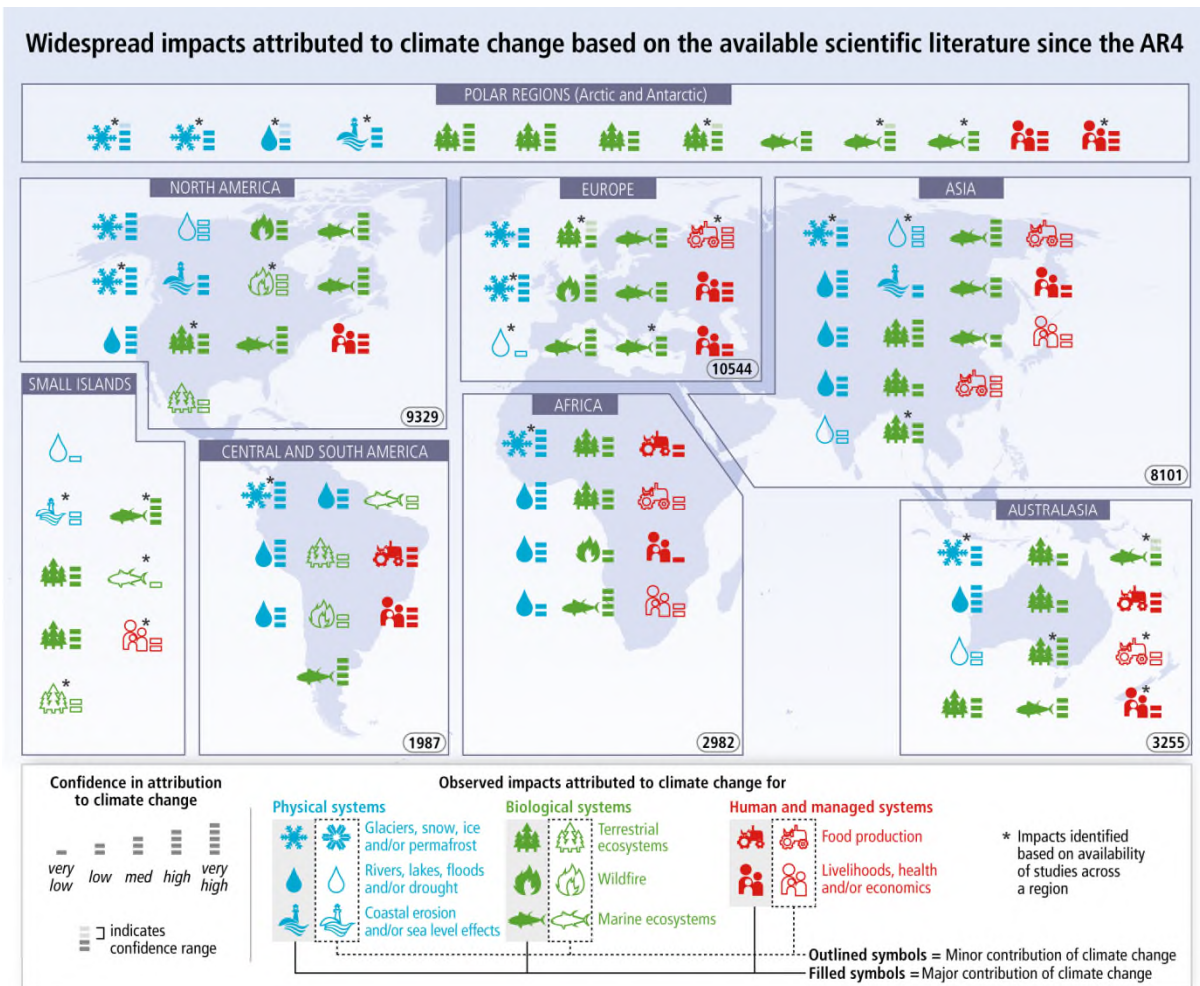 Widespread impacts attributed to climate change based on the available scientific literature since the AR4
POLAR REGIONS (Arctic and Antarctic)
NORTH AMERICA
EUROPE
ASIA
10544
SMALL ISLANDS
AFRICA
9329
CENTRAL AND SOUTH AMERICA
8101
AUSTRALASIA
1987
2982
3255
Confidence in attribution
to climate change
very
low
low
med
high
very
high
indicates
confidence range
Observed impacts attributed to climate change for
Physical systems
Glaciers, snow, ice
and/or permafrost
Rivers, lakes, floods
and/or drought
Coastal erosion
and/or sea level effects
Biological systems
Terrestrial
ecosystems
Wildfire
Marine ecosystems
Human and managed systems
Food production
Livelihoods, health
and/or economics
* Impacts identified
based on availability
of studies across
a region
Outlined symbols = Minor contribution of climate change
Filled symbols = Major contribution of climate change